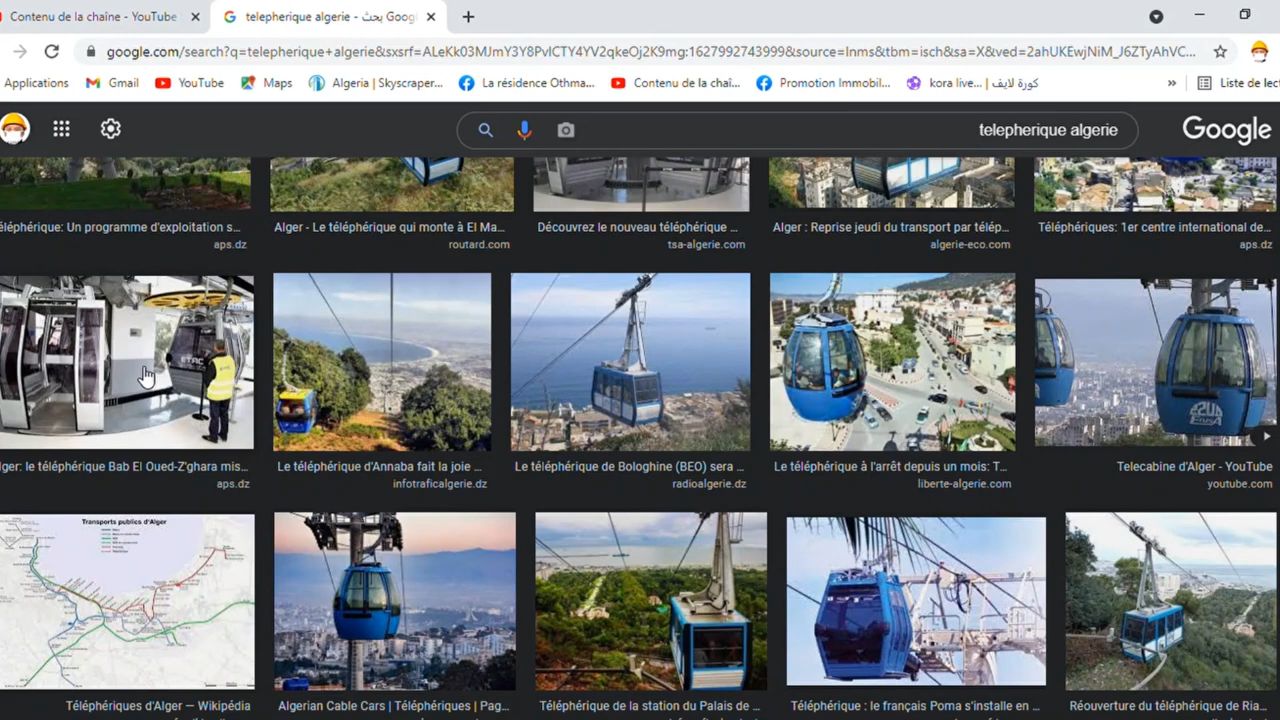 Contenu de la chaîne - YouTube
telepherique algerie - بحث Goog
google.com/search?q=telepherique+algerie&sxsrf=ALeKk03MJmY3Y8PvICTY4YV2qkeOj2K9mg:1627992743999&source=lnms&tbm=isch&sa=X&ved=2ahUKEwjNiM_J6ZTyAhVC...
Applications
Gmail
YouTube
Maps
Algeria | Skyscraper...
La résidence Othma...
Contenu de la chaî...
Promotion Immobil...
kora live... | كورة لايف
»
Liste de lec
telepherique algerie
Google
éléphérique: Un programme d'exploitation s...
aps.dz
Alger - Le téléphérique qui monte à El Ma...
routard.com
Découvrez le nouveau téléphérique ...
tsa-algerie.com
Alger : Reprise jeudi du transport par télép...
algerie-eco.com
Téléphériques: 1er centre international de...
aps.dz
ETAC
lger: le téléphérique Bab El Oued-Z'ghara mis...
aps.dz
Le téléphérique d'Annaba fait la joie ...
infotraficalgerie.dz
Le téléphérique de Bologhine (BEO) sera ...
radioalgerie.dz
Le téléphérique à l'arrêt depuis un mois: T...
liberte-algerie.com
Telecabine d'Alger - YouTube
youtube.com
Transports publics d'Alger
Téléphériques d'Alger — Wikipédia
Algerian Cable Cars | Téléphériques | Pag...
Téléphérique de la station du Palais de ...
Téléphérique : le français Poma s'installe en ...
Réouverture du téléphérique de Ria...